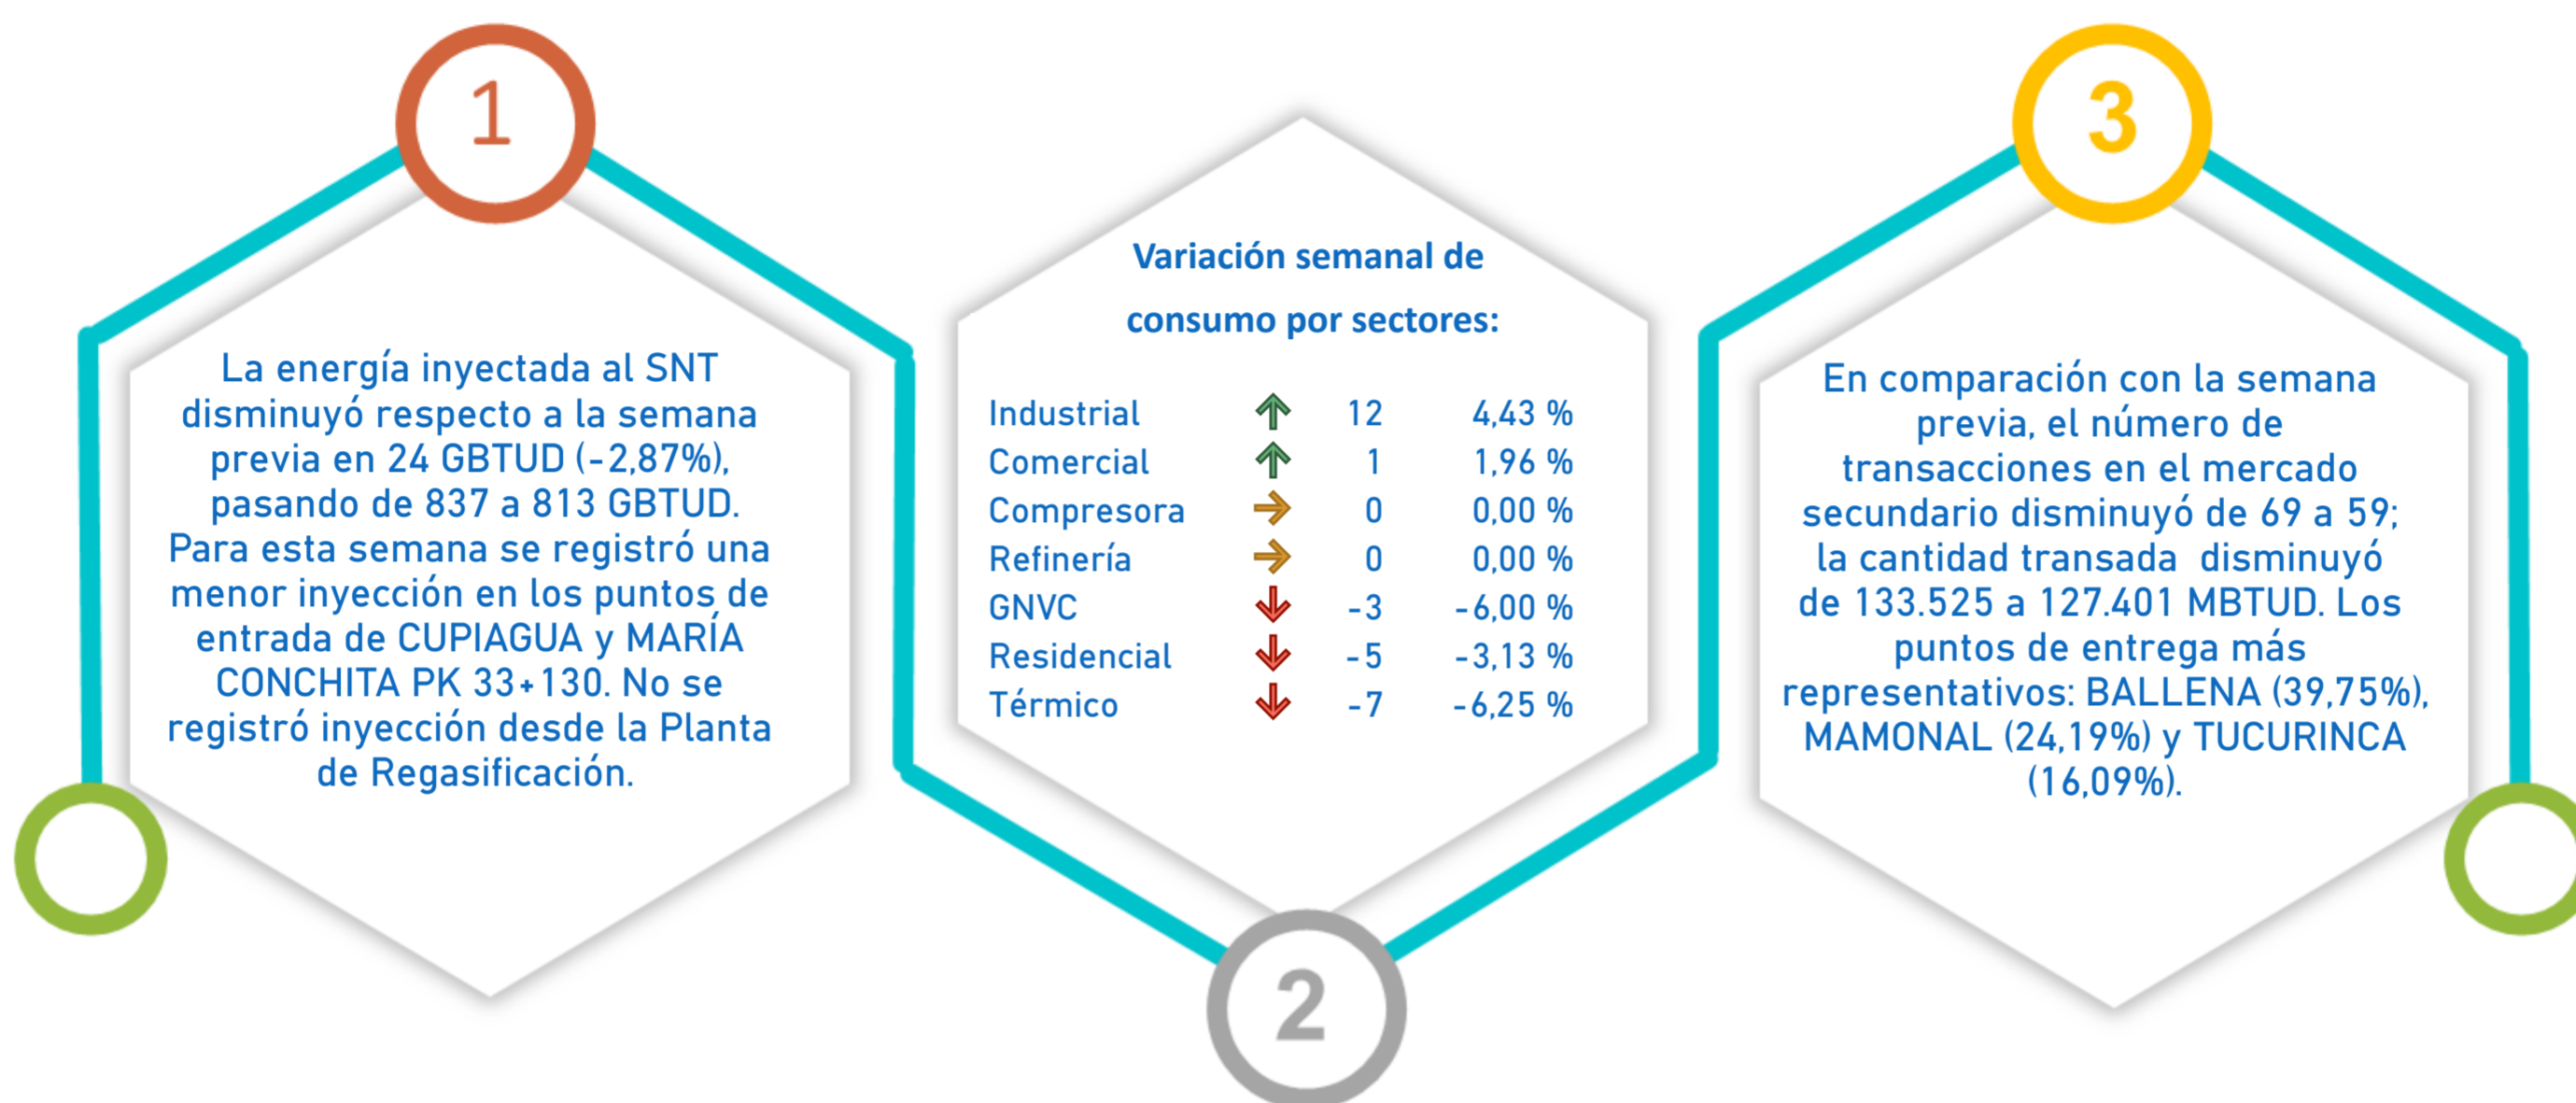 1
La energía inyectada al SNT
disminuyó respecto a la semana
previa en 24 GBTUD (-2,87%),
pasando de 837 a 813 GBTUD.
Para esta semana se registró una
menor inyección en los puntos de
entrada de CUPIAGUA y MARÍA
CONCHITA PK 33+130. No se
registró inyección desde la Planta
de Regasificación.
Variación semanal de
consumo por sectores:
Industrial 12 4,43 %
Comercial 1 1,96 %
Compresora 0 0,00 %
Refinería 0 0,00 %
GNVC -3 -6,00 %
Residencial -5 -3,13 %
Térmico -7 -6,25 %
2
3
En comparación con la semana
previa, el número de
transacciones en el mercado
secundario disminuyó de 69 a 59;
la cantidad transada disminuyó
de 133.525 a 127.401 MBTUD. Los
puntos de entrega más
representativos: BALLENA (39,75%),
MAMONAL (24,19%) y TUCURINCA
(16,09%).